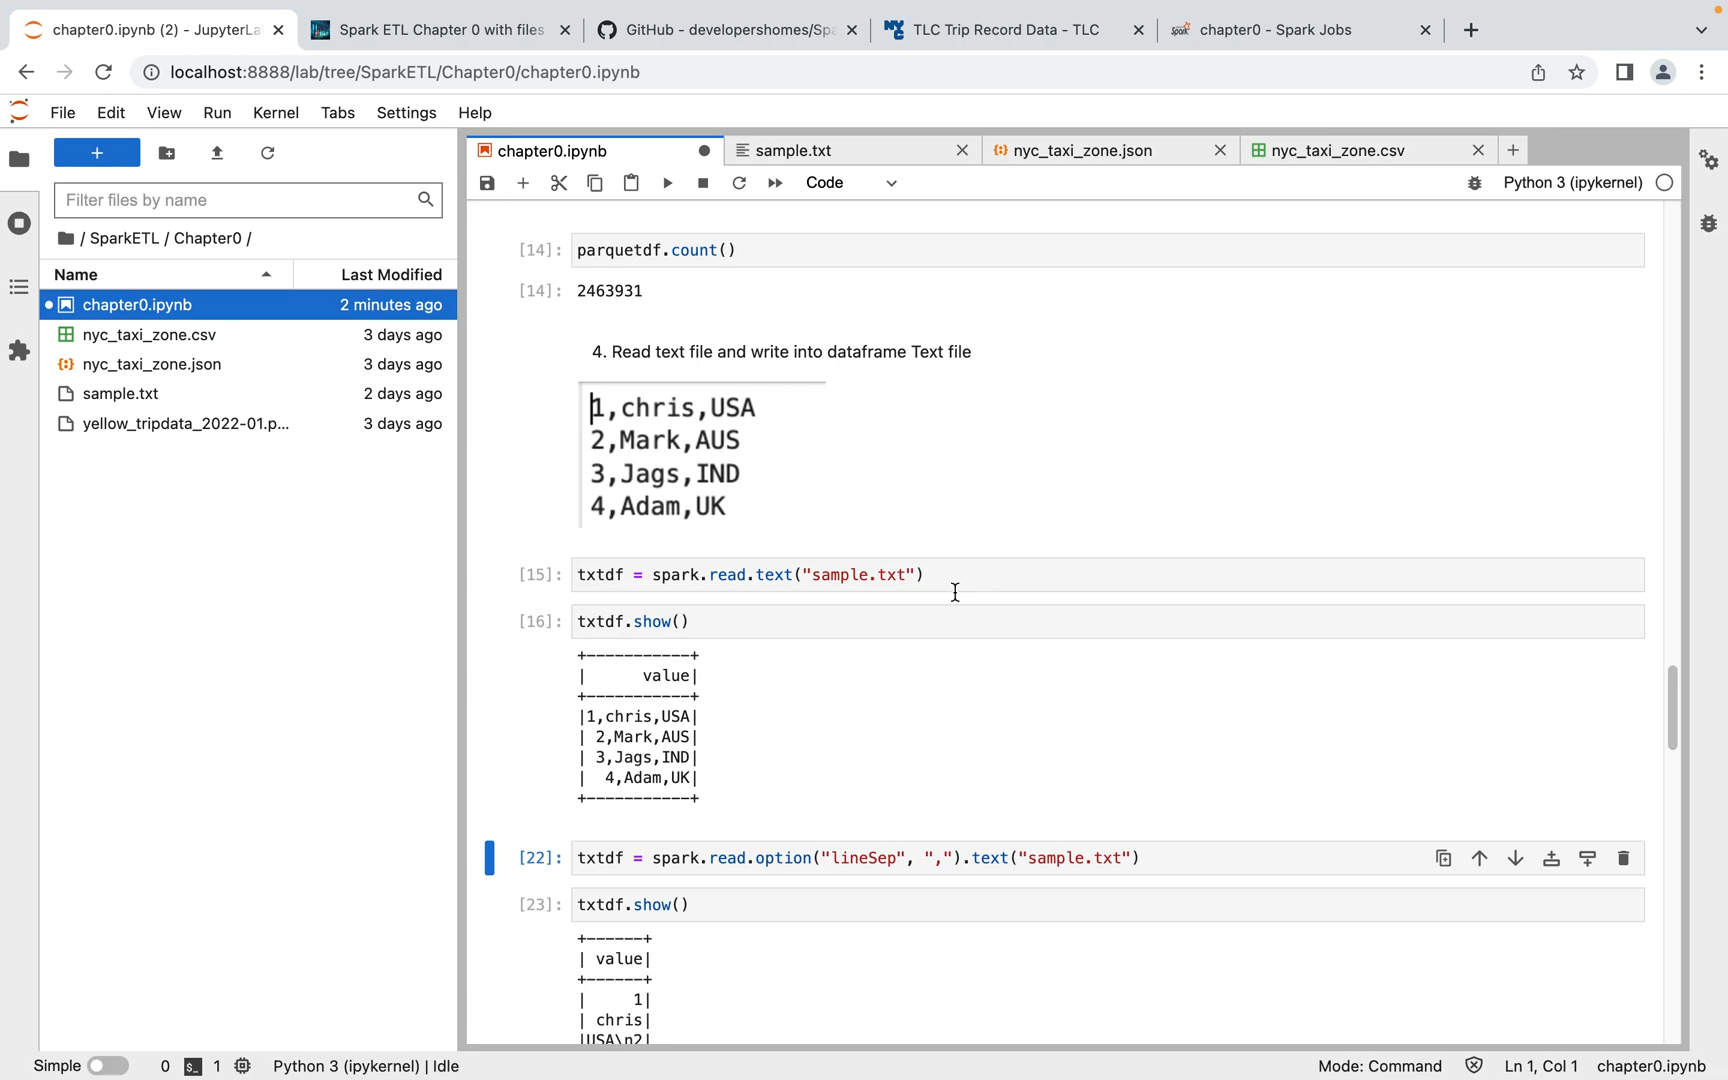 chapter0.ipynb (2) - JupyterLa
Spark ETL Chapter 0 with files
GitHub - developershomes/Spa
TLC Trip Record Data - TLC
chapter0 - Spark Jobs
localhost:8888/lab/tree/SparkETL/Chapter0/chapter0.ipynb
File Edit View Run Kernel Tabs Settings Help
Filter files by name
/ SparkETL / Chapter0 /
Name Last Modified
chapter0.ipynb 2 minutes ago
nyc_taxi_zone.csv 3 days ago
nyc_taxi_zone.json 3 days ago
sample.txt 2 days ago
yellow_tripdata_2022-01.p... 3 days ago
chapter0.ipynb
sample.txt
nyc_taxi_zone.json
nyc_taxi_zone.csv
Code
Python 3 (ipykernel)
[14]: parquetdf.count()
[14]: 2463931
4. Read text file and write into dataframe Text file
1,chris,USA
2,Mark,AUS
3,Jags,IND
4,Adam,UK
[15]: txtdf = spark.read.text("sample.txt")
[16]: txtdf.show()
+-----------+
|      value|
+-----------+
|1,chris,USA|
| 2,Mark,AUS|
| 3,Jags,IND|
|  4,Adam,UK|
+-----------+
[22]: txtdf = spark.read.option("lineSep", ",").text("sample.txt")
[23]: txtdf.show()
+------+
| value|
+------+
|     1|
| chris|
|USA\n2|
Simple 0 1 Python 3 (ipykernel) | Idle
Mode: Command Ln 1, Col 1 chapter0.ipynb